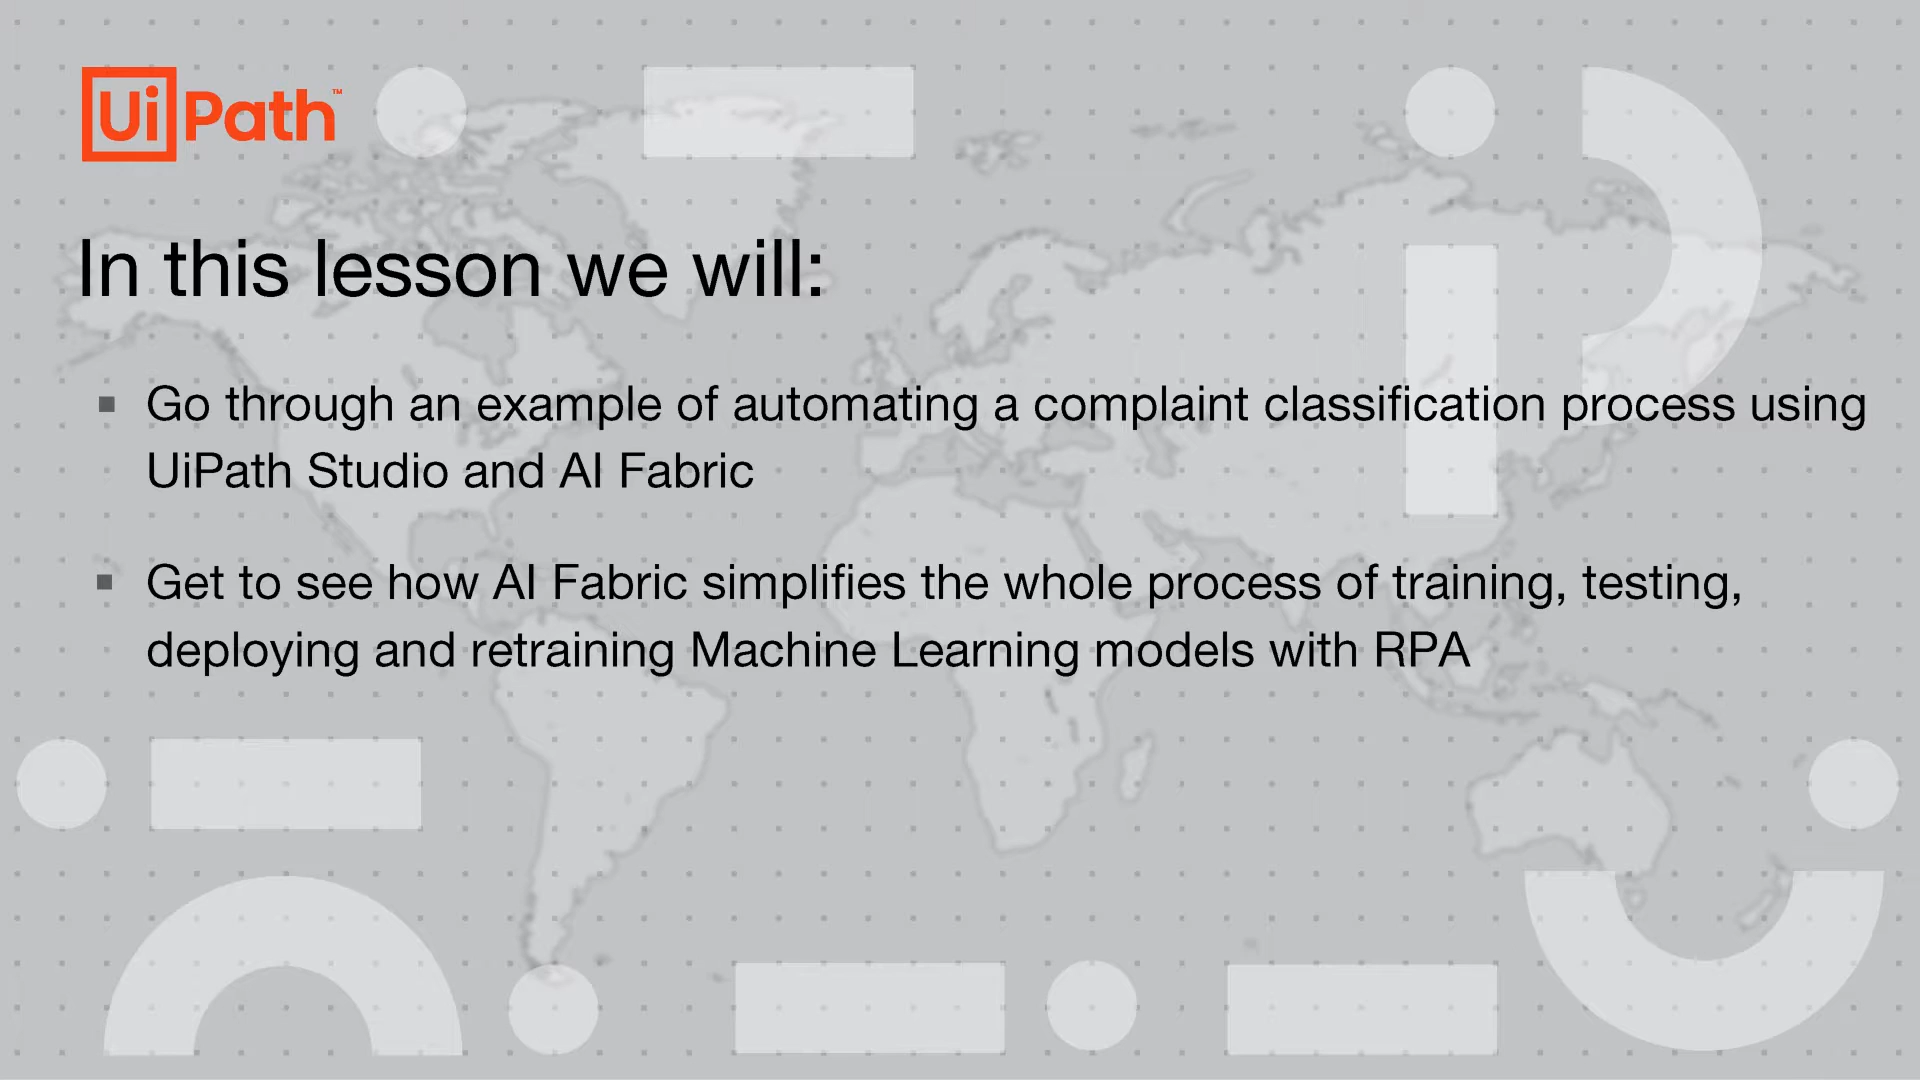 UiPath™
In this lesson we will:
▪ Go through an example of automating a complaint classification process using
UiPath Studio and AI Fabric
▪ Get to see how AI Fabric simplifies the whole process of training, testing,
deploying and retraining Machine Learning models with RPA